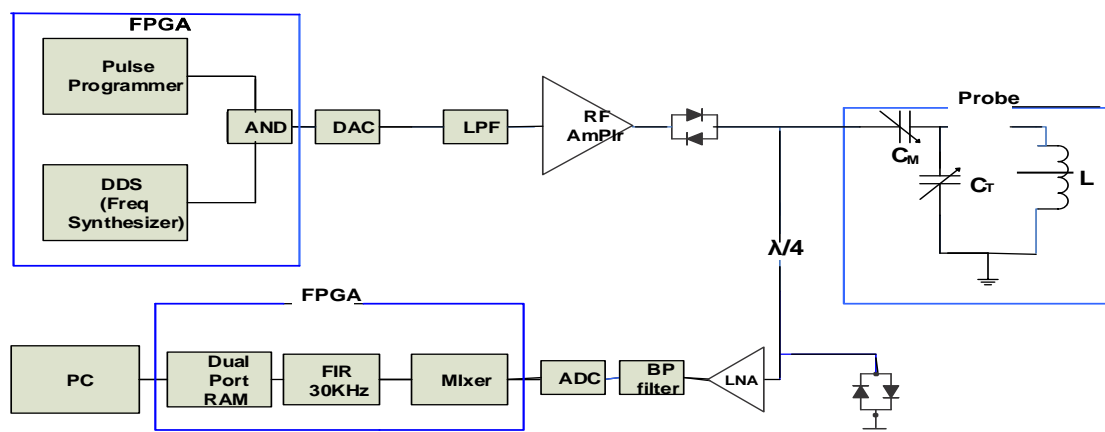 FPGA
Pulse
Programmer
AND
DAC
LPF
RF
AmPlr
Probe
CM
CT
L
DDS
(Freq
Synthesizer)
λ/4
FPGA
PC
Dual
Port
RAM
FIR
30KHz
MIxer
ADC
BP
filter
LNA